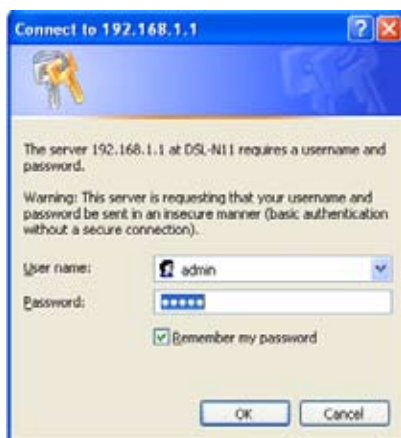 Connect to 192.168.1.1
The server 192.168.1.1 at DSL-N11 requires a username and
password.
Warning: This server is requesting that your username and
password be sent in an insecure manner (basic authentication
without a secure connection).
User name:
admin
Password:
•••••
Remember my password
OK
Cancel